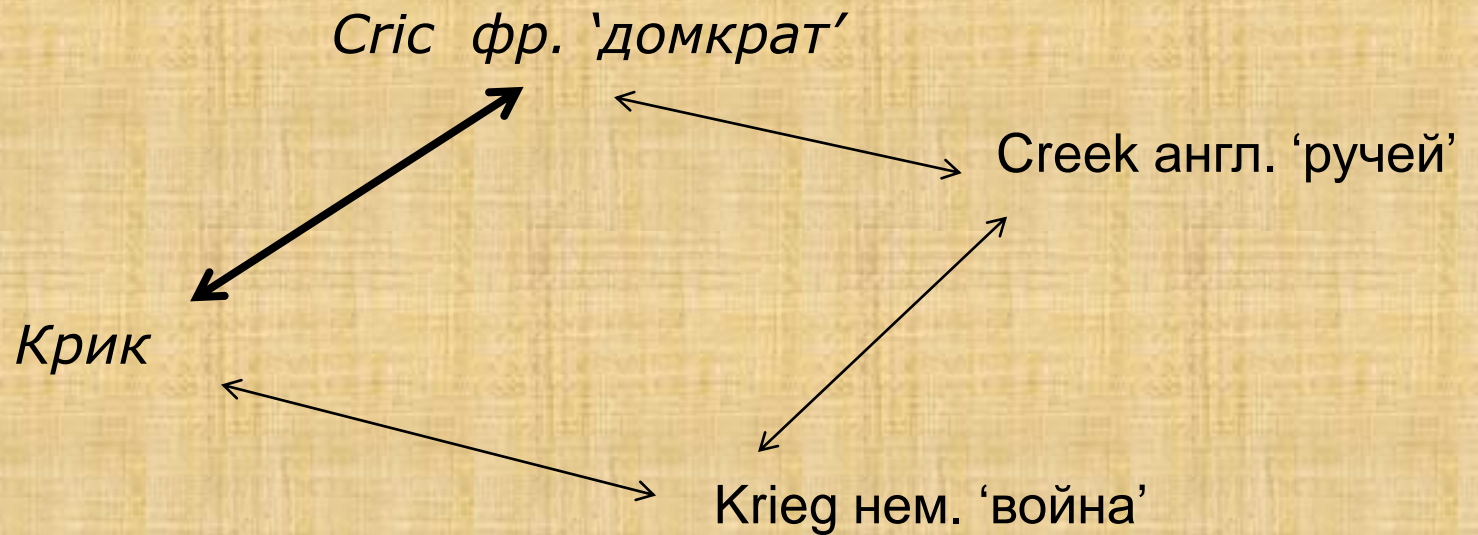 Cric фр. ‘домкрат’
Creek англ. ‘ручей’
Крик
Krieg нем. ‘война’